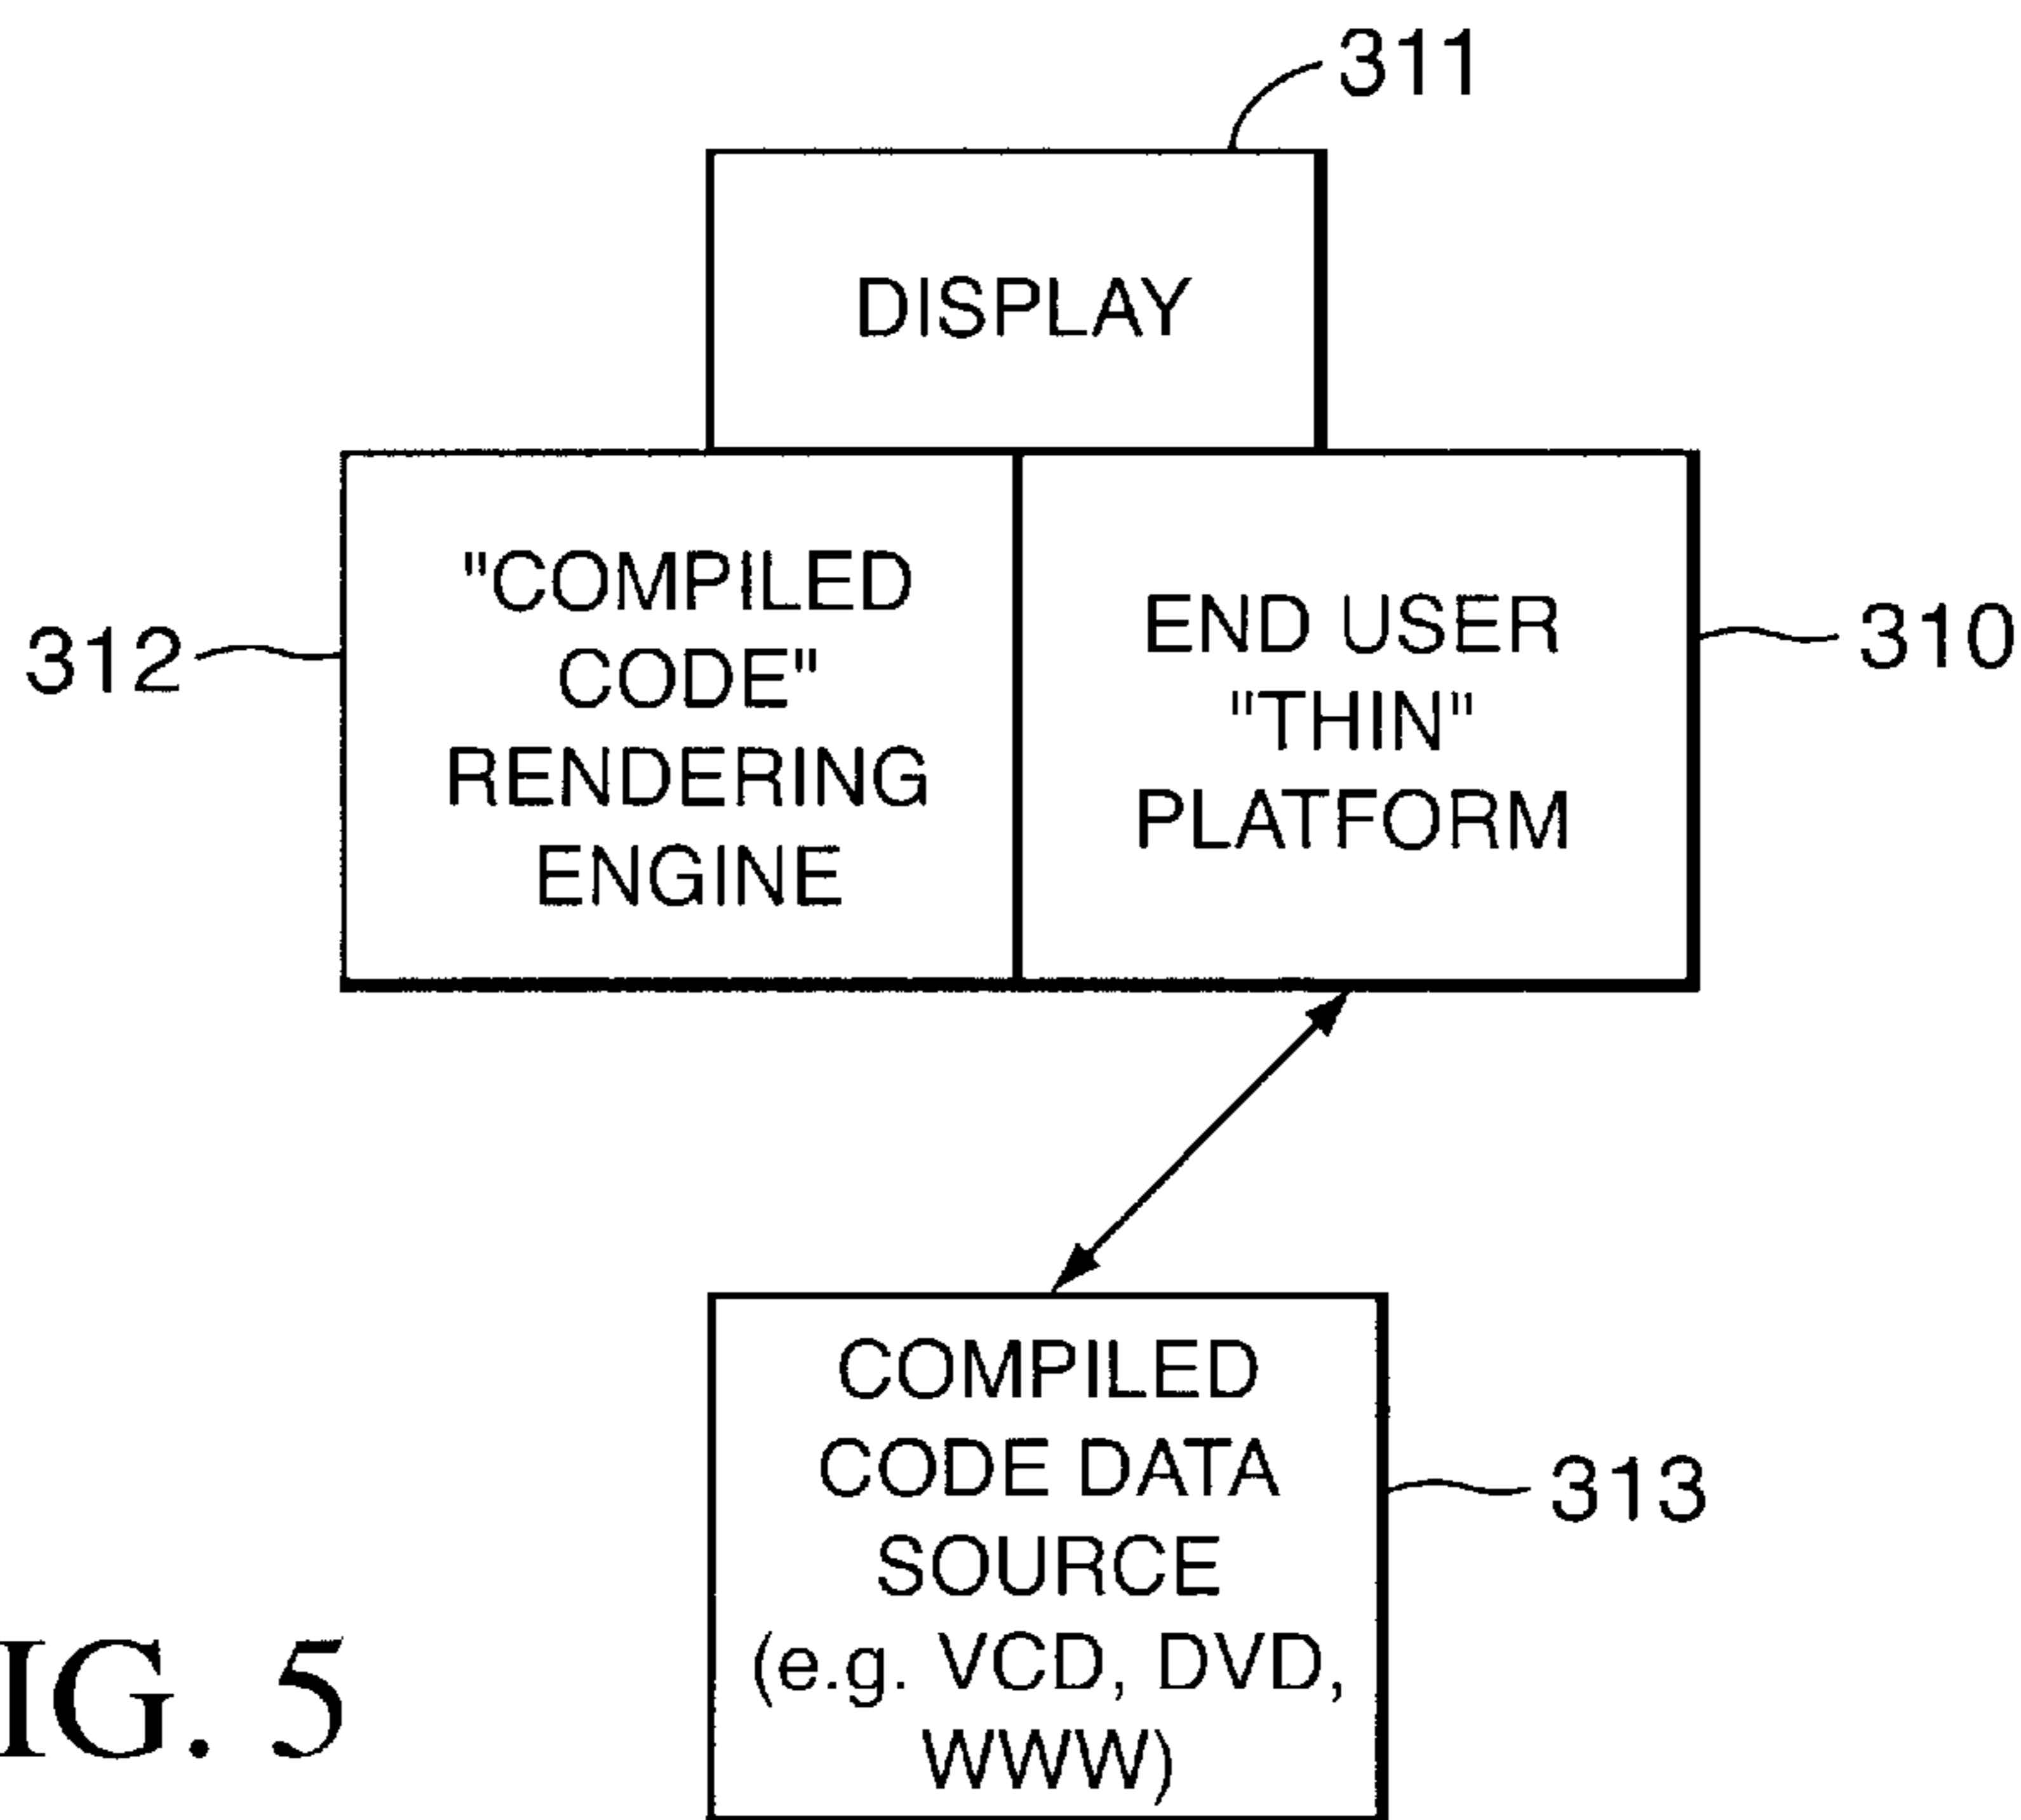 311
DISPLAY
"COMPILED
CODE"
RENDERING
ENGINE
312
END USER
"THIN"
PLATFORM
310
COMPILED
CODE DATA
SOURCE
(e.g. VCD, DVD,
WWW)
313
IG. 5